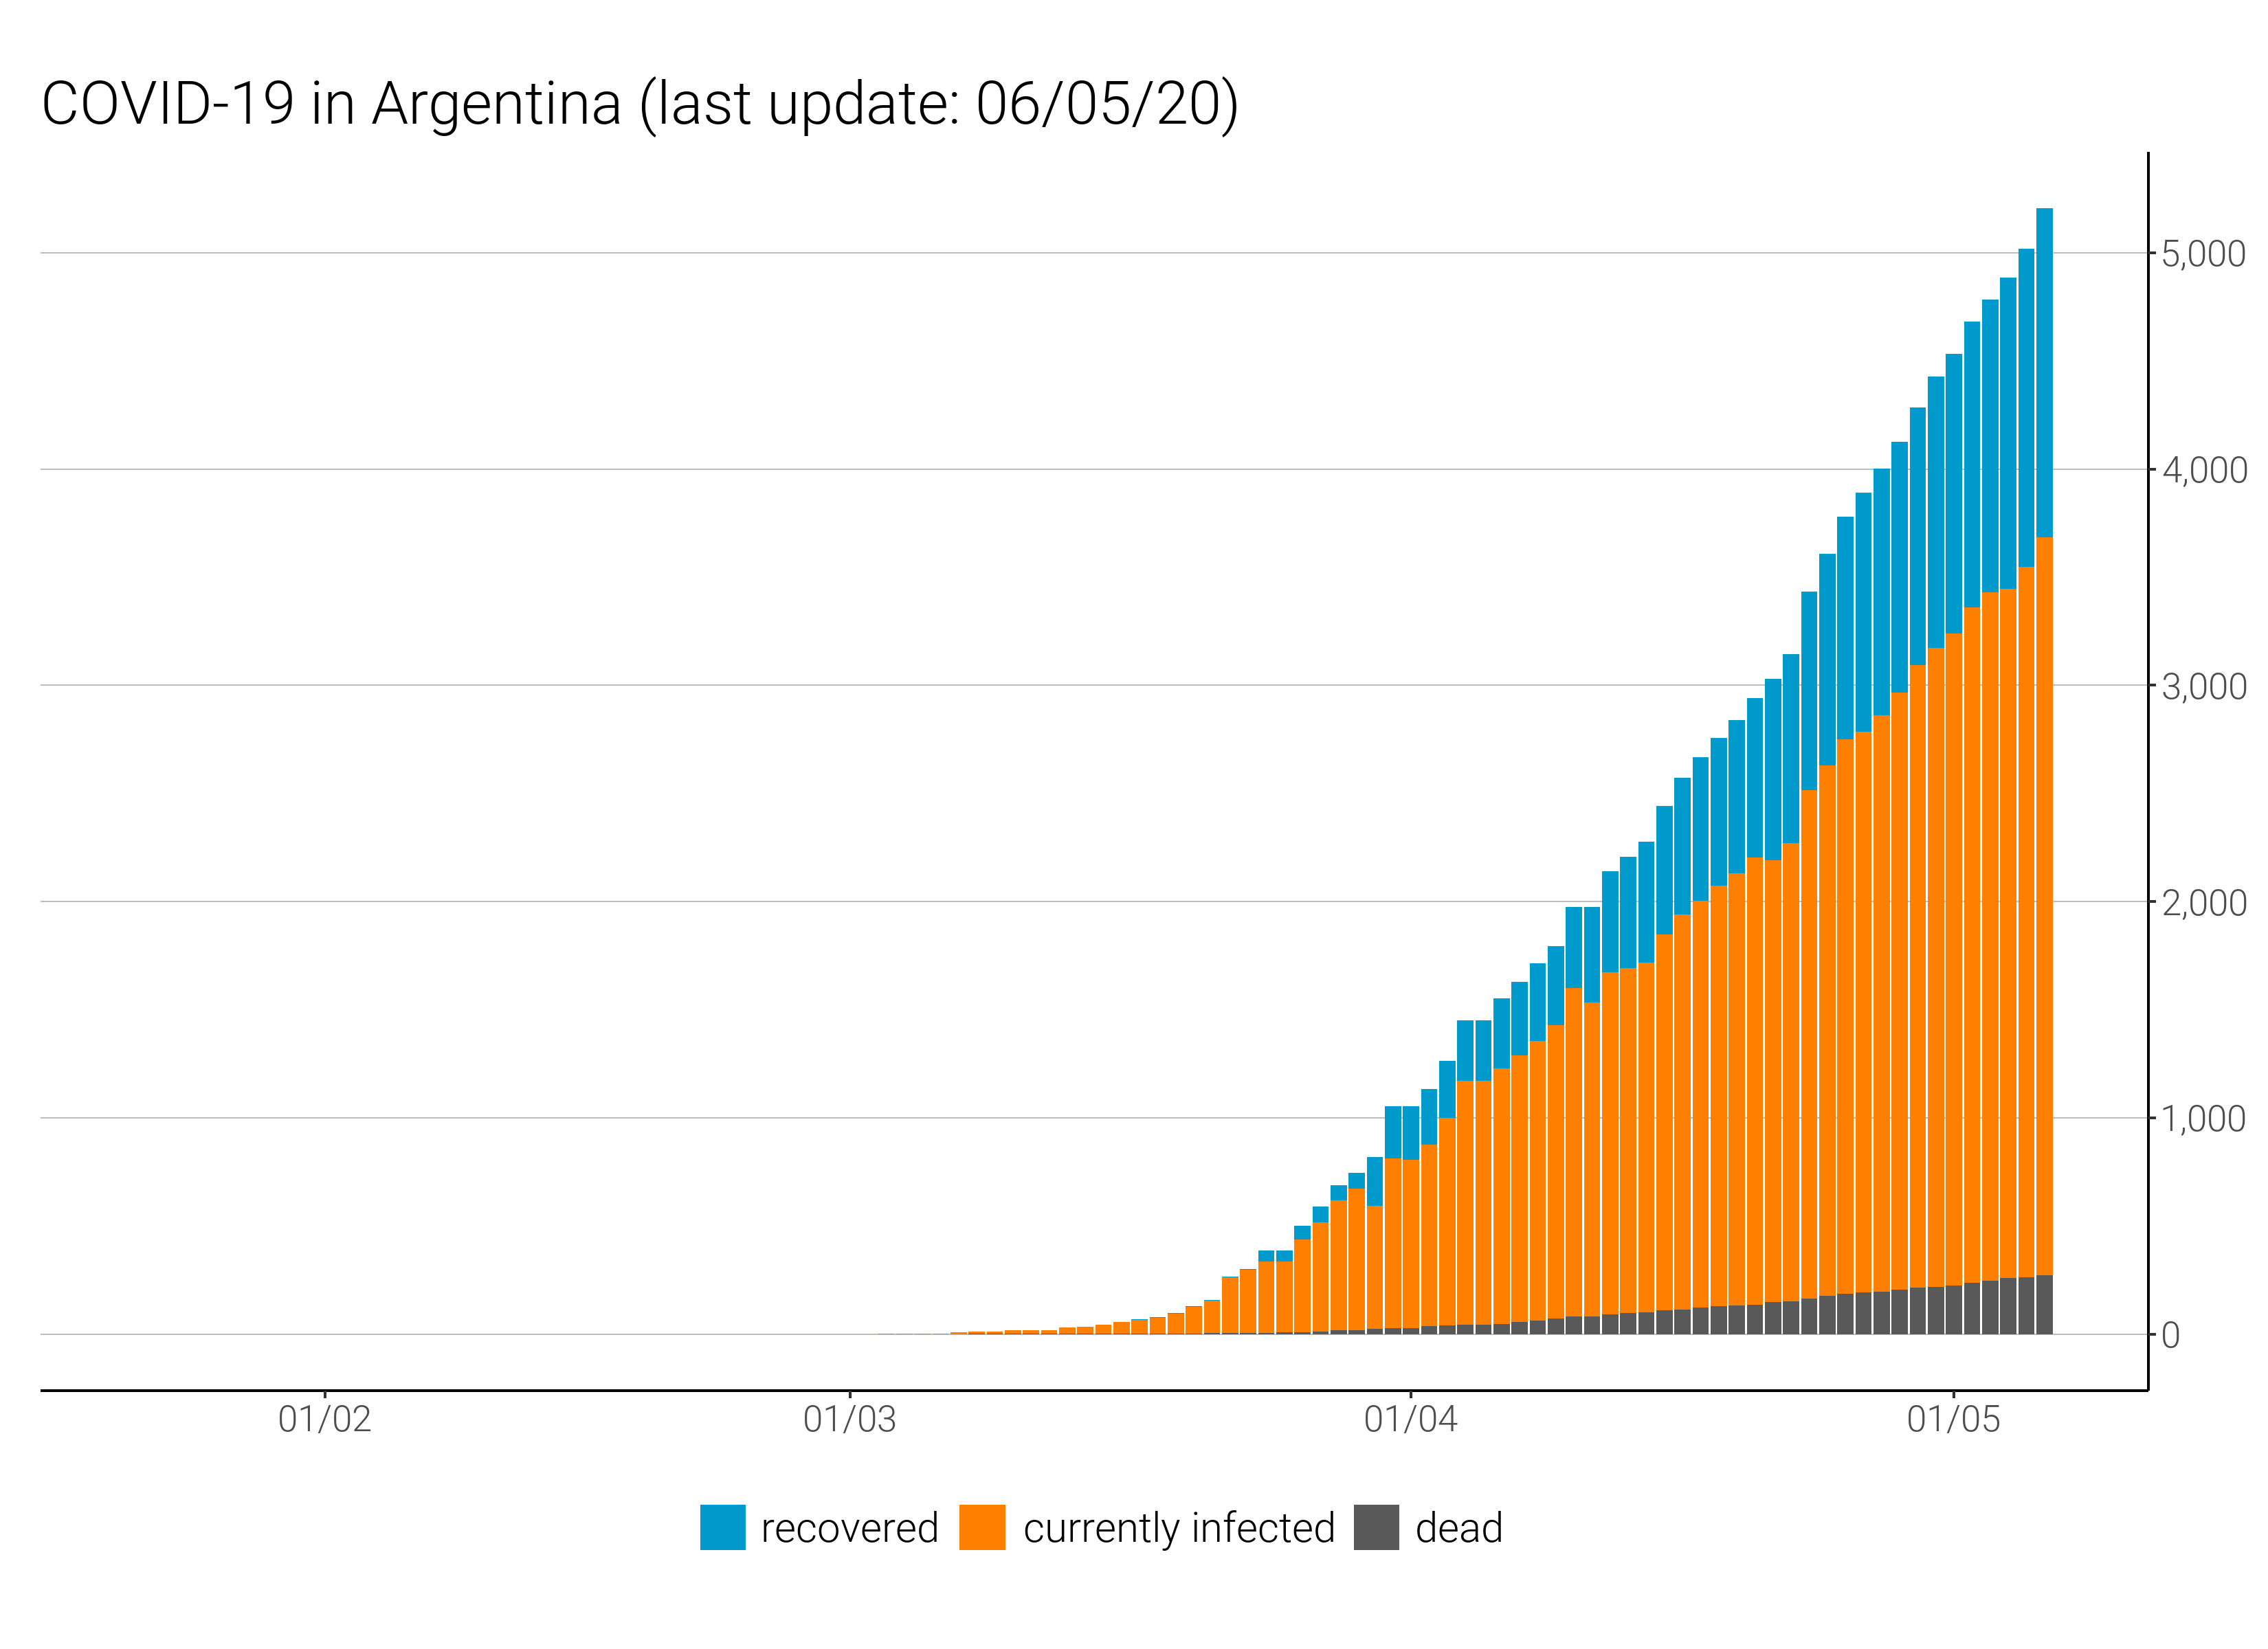 COVID-19 in Argentina (last update: 06/05/20)
5,000
4,000
3,000
2,000
1,000
0
01/02 01/03 01/04 01/05
recovered currently infected dead